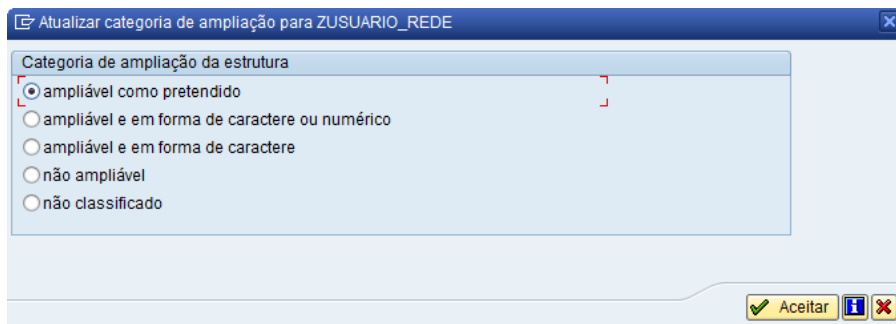 Atualizar categoria de ampliação para ZUSUARIO_REDE
Categoria de ampliação da estrutura
ampliável como pretendido
ampliável e em forma de caractere ou numérico
ampliável e em forma de caractere
não ampliável
não classificado
Aceitar